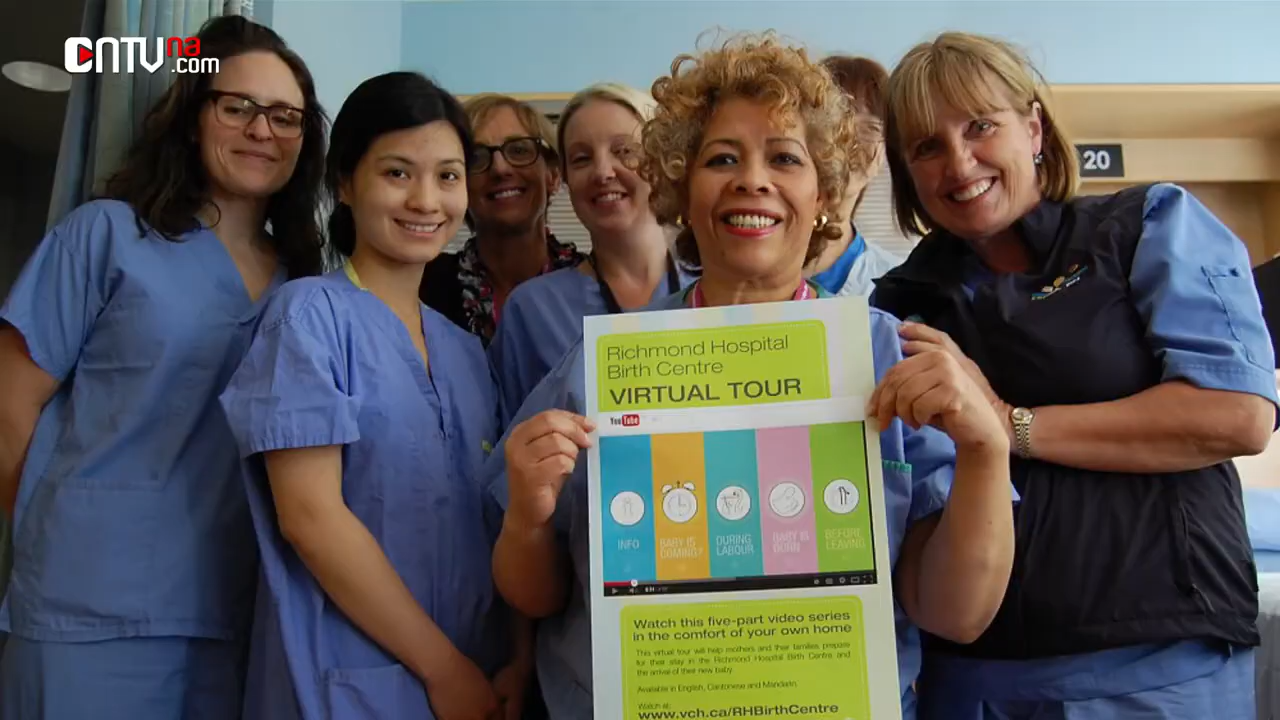 CNTVna
.com
20
Richmond Hospital
Birth Centre
VIRTUAL TOUR
YouTube
INFO
BABY IS
COMING?
DURING
LABOUR
BABY IS
BORN
BEFORE
LEAVING
Watch this five-part video series
in the comfort of your own home
This virtual tour will help mothers and their families prepare
for their stay in the Richmond Hospital Birth Centre and
the arrival of their new baby.
Available in English, Cantonese and Mandarin.
Watch at:
www.vch.ca/RHBirthCentre